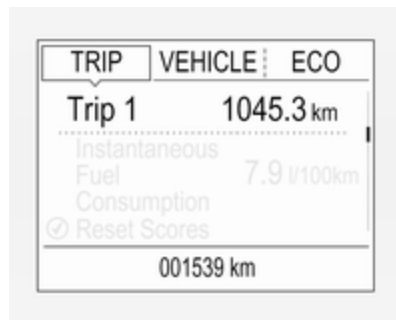 TRIP VEHICLE ECO
Trip 1 1045.3 km
Instantaneous
Fuel 7.9 l/100km
Consumption
Reset Scores
001539 km